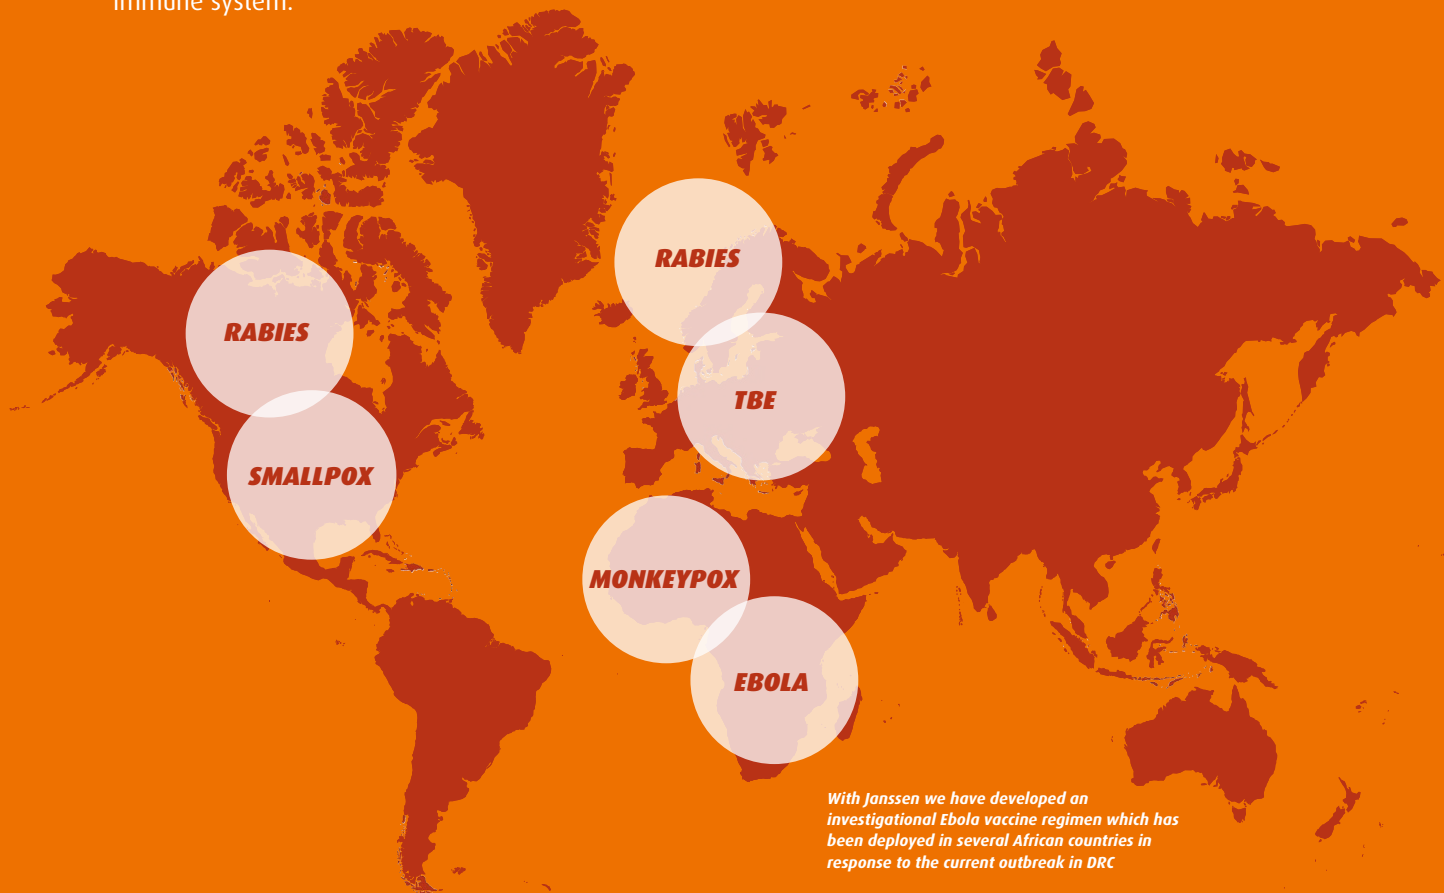 immune system.
RABIES
RABIES
TBE
SMALLPOX
MONKEYPOX
EBOLA
With Janssen we have developed an
investigational Ebola vaccine regimen which has
been deployed in several African countries in
response to the current outbreak in DRC